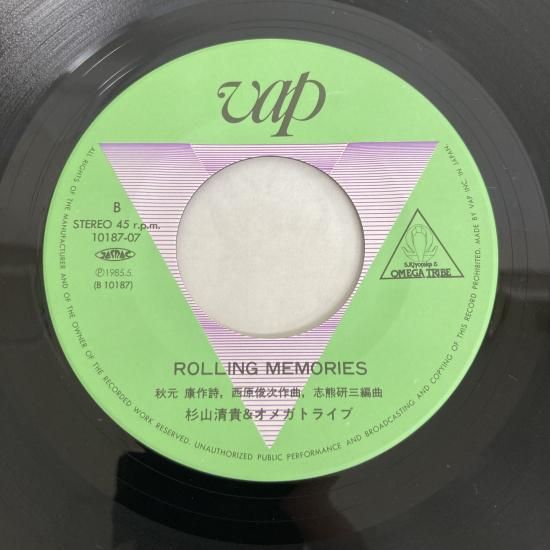 vap
B
STEREO 45 r.p.m.
10187-07
JASRAC
Ⓟ1985.5.
(B 10187)
S.Kiyotaka &
OMEGA TRIBE
ROLLING MEMORIES
秋元 康作詩，西原俊次作曲，志熊研三編曲
杉山清貴&オメガトライブ
ALL RIGHTS OF THE MANUFACTURER AND OF THE OWNER OF THE RECORDED WORK RESERVED. UNAUTHORIZED PUBLIC PERFORMANCE AND BROADCASTING AND COPYING OF THIS RECORD PROHIBITED. MADE BY VAP INC. IN JAPAN.